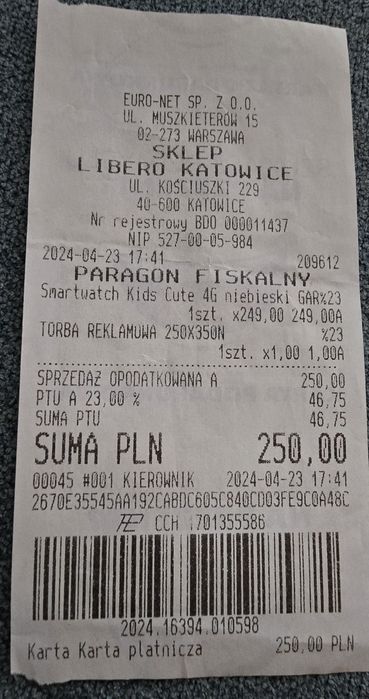 EURO-NET SP. Z O.O.
UL. MUSZKIETERÓW 15
02-273 WARSZAWA
SKLEP
LIBERO KATOWICE
UL. KOŚCIUSZKI 229
40-600 KATOWICE
Nr rejestrowy BDO 000011437
NIP 527-00-05-984
2024-04-23 17:41 209612
PARAGON FISKALNY
Smartwatch Kids Cute 4G niebieski GAR%23
1szt. x249,00 249,00A
TORBA REKLAMOWA 250X350N %23
1szt. x1,00 1,00A
SPRZEDAŻ OPODATKOWANA A 250,00
PTU A 23,00 % 46,75
SUMA PTU 46,75
SUMA PLN 250,00
00045 #001 KIEROWNIK 2024-04-23 17:41
2670E35545AA192CABDC605C840CD03FE9C0A48C
CCH 1701355586
2024.16394.010598
Karta Karta płatnicza 250,00 PLN